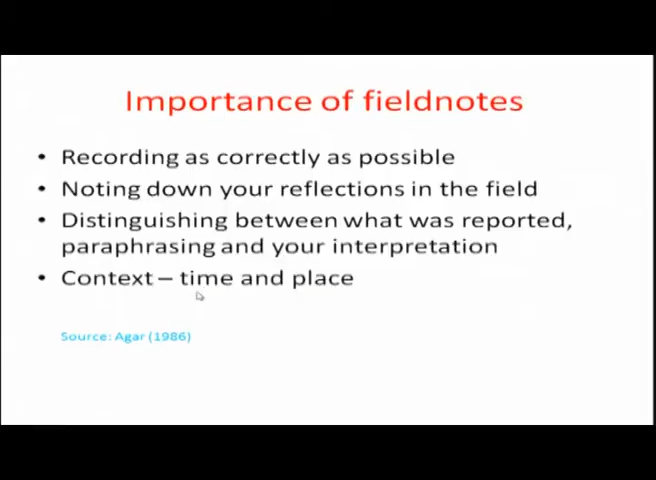 Importance of fieldnotes
• Recording as correctly as possible
• Noting down your reflections in the field
• Distinguishing between what was reported,
paraphrasing and your interpretation
• Context – time and place
Source: Agar (1986)